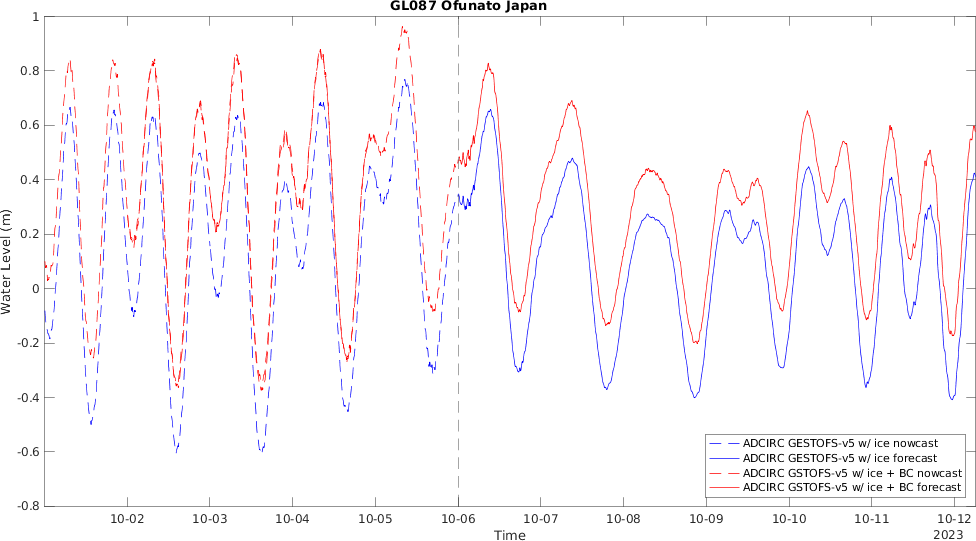 GL087 Ofunato Japan
Water Level (m)
1
0.8
0.6
0.4
0.2
0
-0.2
-0.4
-0.6
-0.8
10-02 10-03 10-04 10-05 10-06 10-07 10-08 10-09 10-10 10-11 10-12
Time 2023
ADCIRC GESTOFS-v5 w/ ice nowcast
ADCIRC GESTOFS-v5 w/ ice forecast
ADCIRC GSTOFS-v5 w/ ice + BC nowcast
ADCIRC GSTOFS-v5 w/ ice + BC forecast